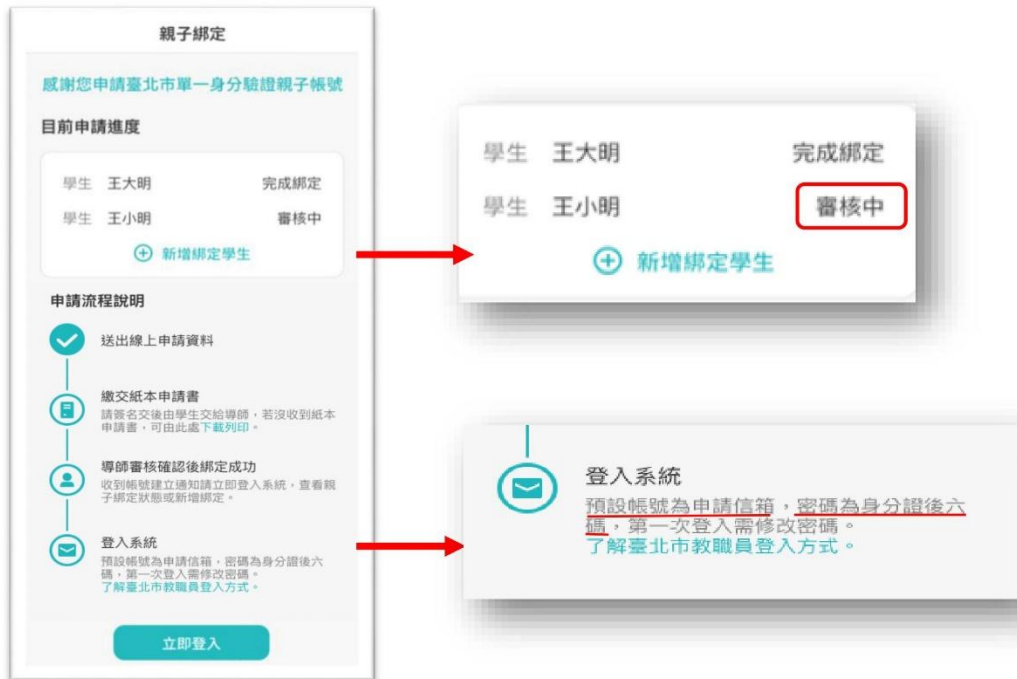 親子綁定
感謝您申請臺北市單一身分驗證親子帳號
目前申請進度
學生 王大明 完成綁定
學生 王小明 審核中
新增綁定學生
申請流程說明
送出線上申請資料
繳交紙本申請書
請簽名交後由學生交給導師，若沒收到紙本
申請書，可由此處下載列印。
導師審核確認後綁定成功
收到帳號建立通知請立即登入系統，查看親
子綁定狀態或新增綁定。
登入系統
預設帳號為申請信箱，密碼為身分證後六
碼，第一次登入需修改密碼。
了解臺北市教職員登入方式。
立即登入
學生 王大明 完成綁定
學生 王小明 審核中
新增綁定學生
登入系統
預設帳號為申請信箱，密碼為身分證後六
碼，第一次登入需修改密碼。
了解臺北市教職員登入方式。